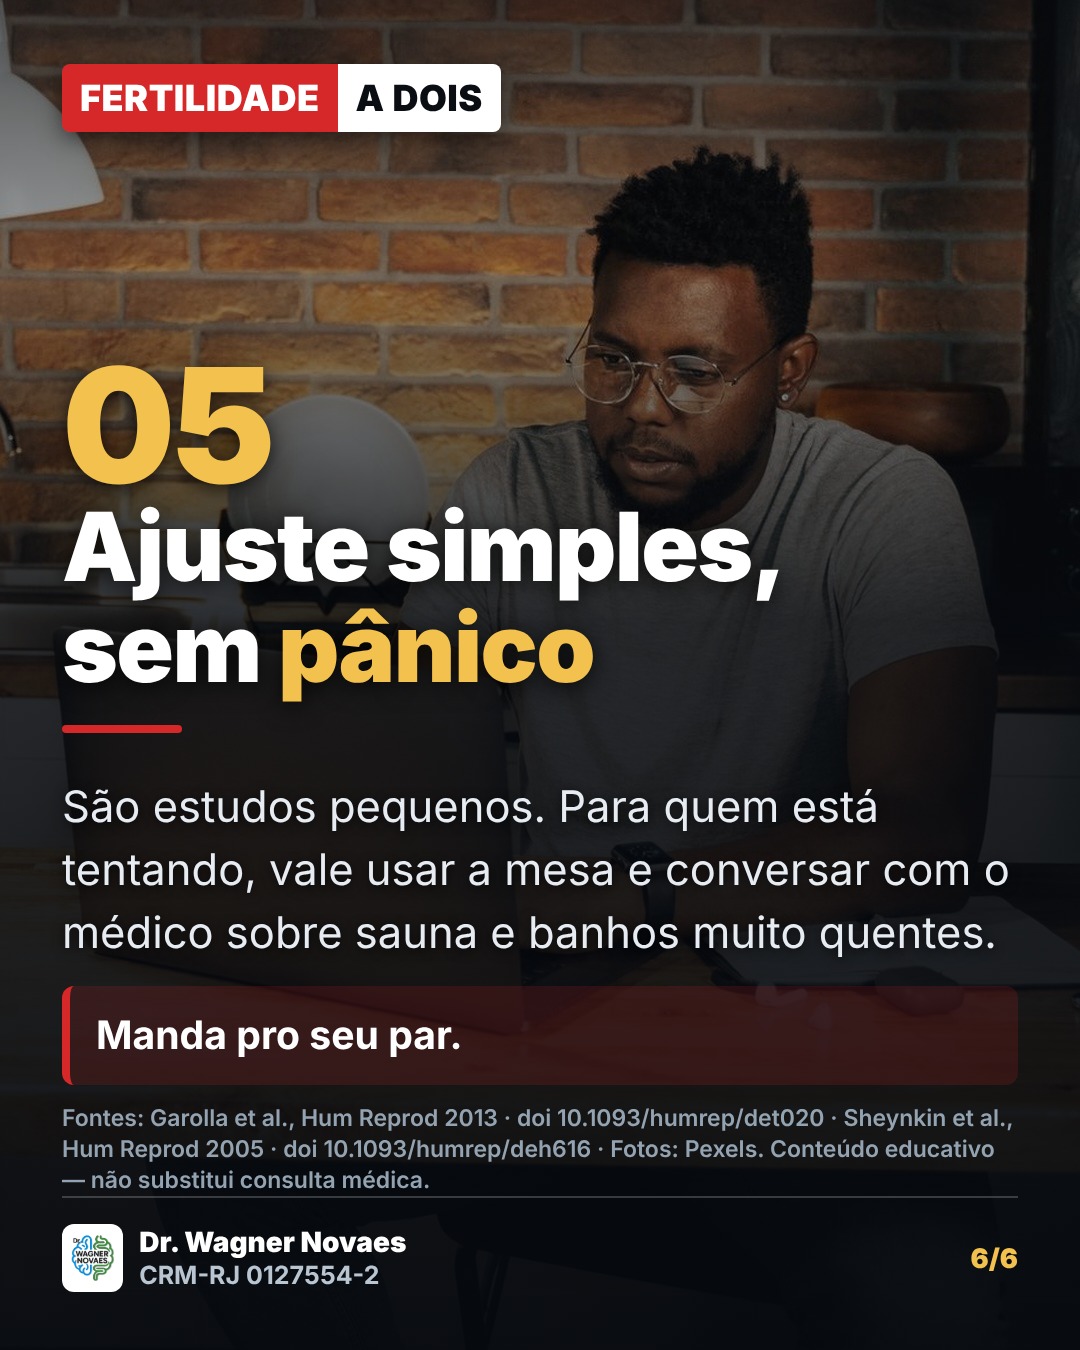 FERTILIDADE A DOIS
05
Ajuste simples,
sem pânico
São estudos pequenos. Para quem está
tentando, vale usar a mesa e conversar com o
médico sobre sauna e banhos muito quentes.
Manda pro seu par.
Fontes: Garolla et al., Hum Reprod 2013 · doi 10.1093/humrep/det020 · Sheynkin et al.,
Hum Reprod 2005 · doi 10.1093/humrep/deh616 · Fotos: Pexels. Conteúdo educativo
— não substitui consulta médica.
Dr.
WAGNER
NOVAES
Dr. Wagner Novaes
CRM-RJ 0127554-2
6/6